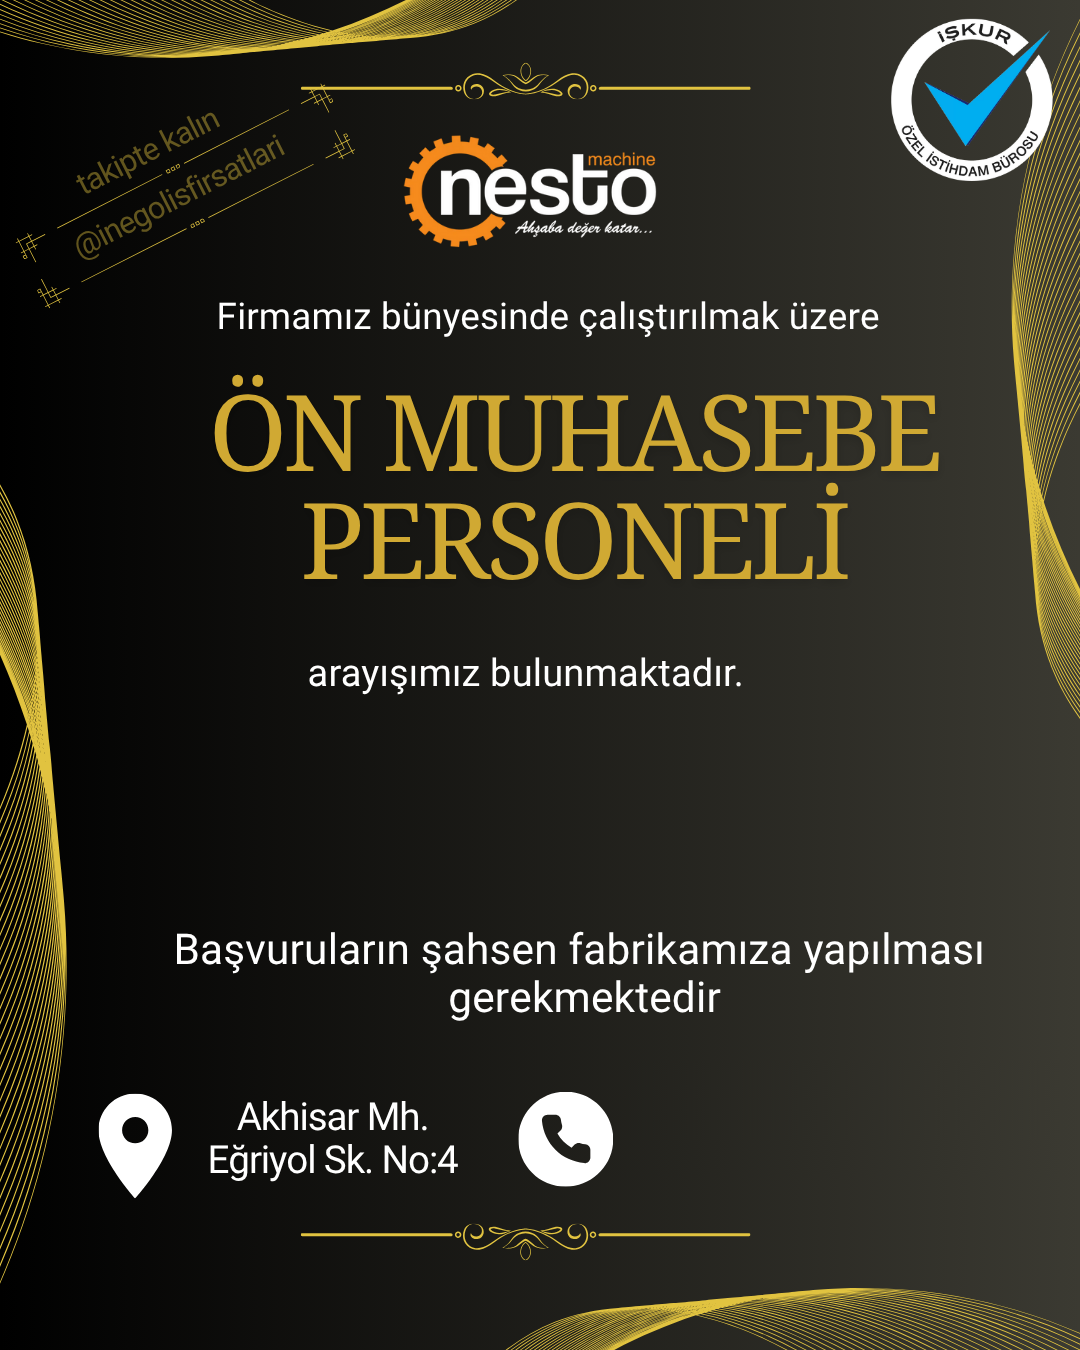 İŞKUR
ÖZEL İSTİHDAM BÜROSU
takipte kalın
@inegolisfirsatlari
machine
nesto
Ahşaba değer katar...
Firmamız bünyesinde çalıştırılmak üzere
ÖN MUHASEBE
PERSONELİ
arayışımız bulunmaktadır.
Başvuruların şahsen fabrikamıza yapılması
gerekmektedir
Akhisar Mh.
Eğriyol Sk. No:4